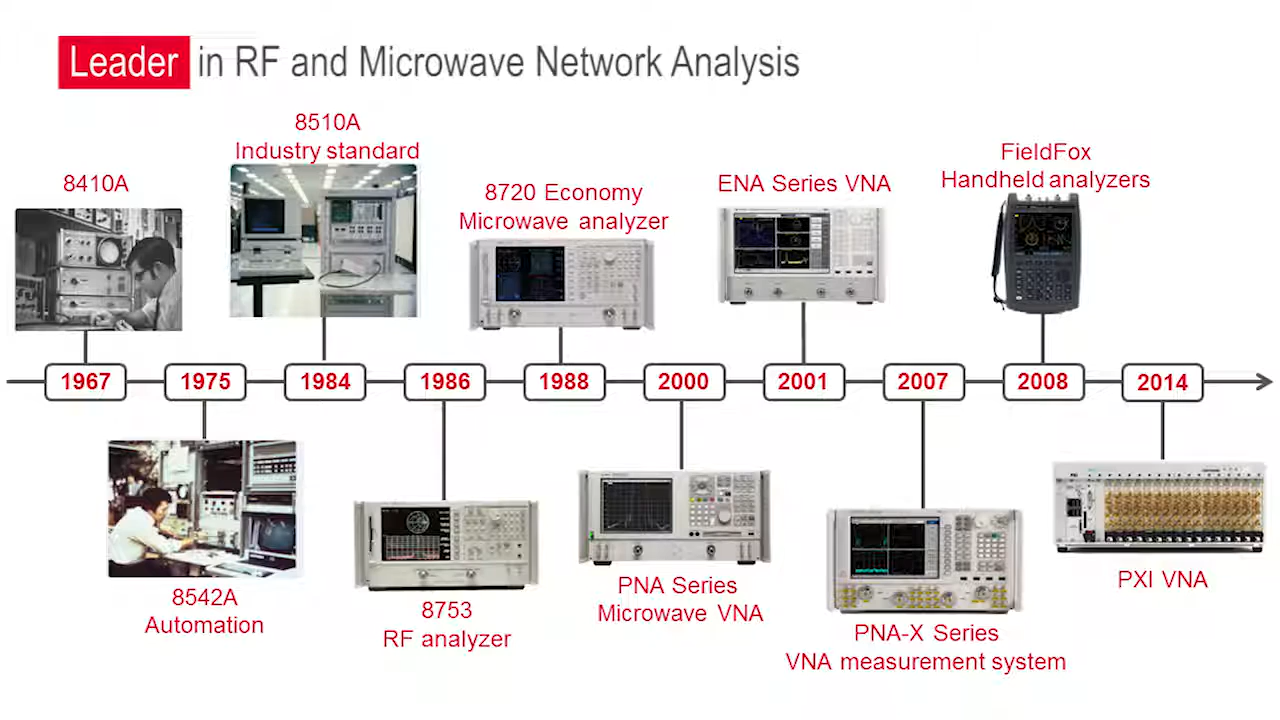 Leader in RF and Microwave Network Analysis
8410A
8510A
Industry standard
8720 Economy
Microwave analyzer
ENA Series VNA
FieldFox
Handheld analyzers
1967
1975
1984
1986
1988
2000
2001
2007
2008
2014
8542A
Automation
8753
RF analyzer
PNA Series
Microwave VNA
PNA-X Series
VNA measurement system
PXI VNA